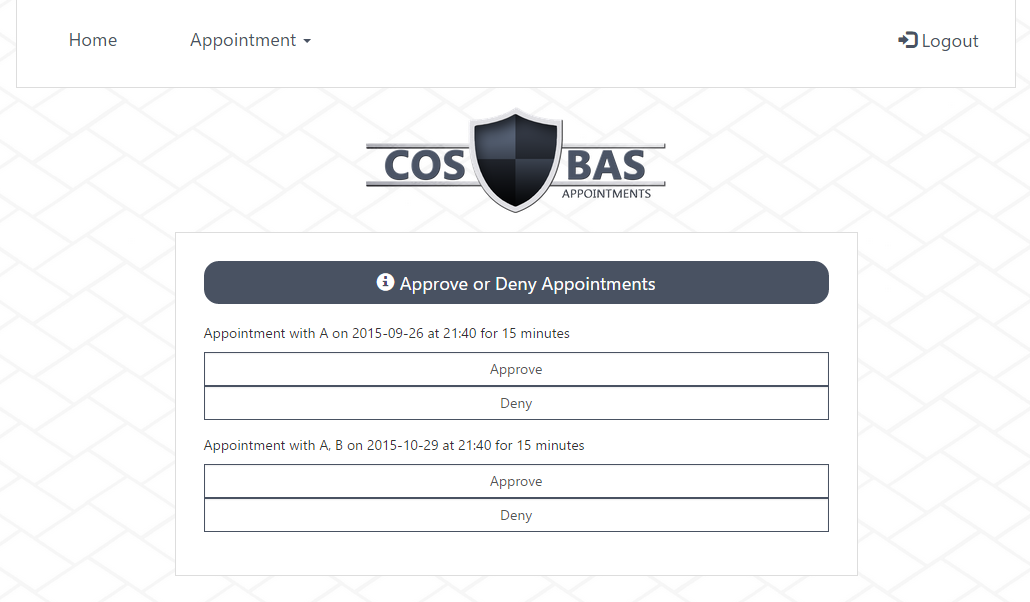 Home
Appointment
Logout
COS BAS
APPOINTMENTS
Approve or Deny Appointments
Appointment with A on 2015-09-26 at 21:40 for 15 minutes
Approve
Deny
Appointment with A, B on 2015-10-29 at 21:40 for 15 minutes
Approve
Deny